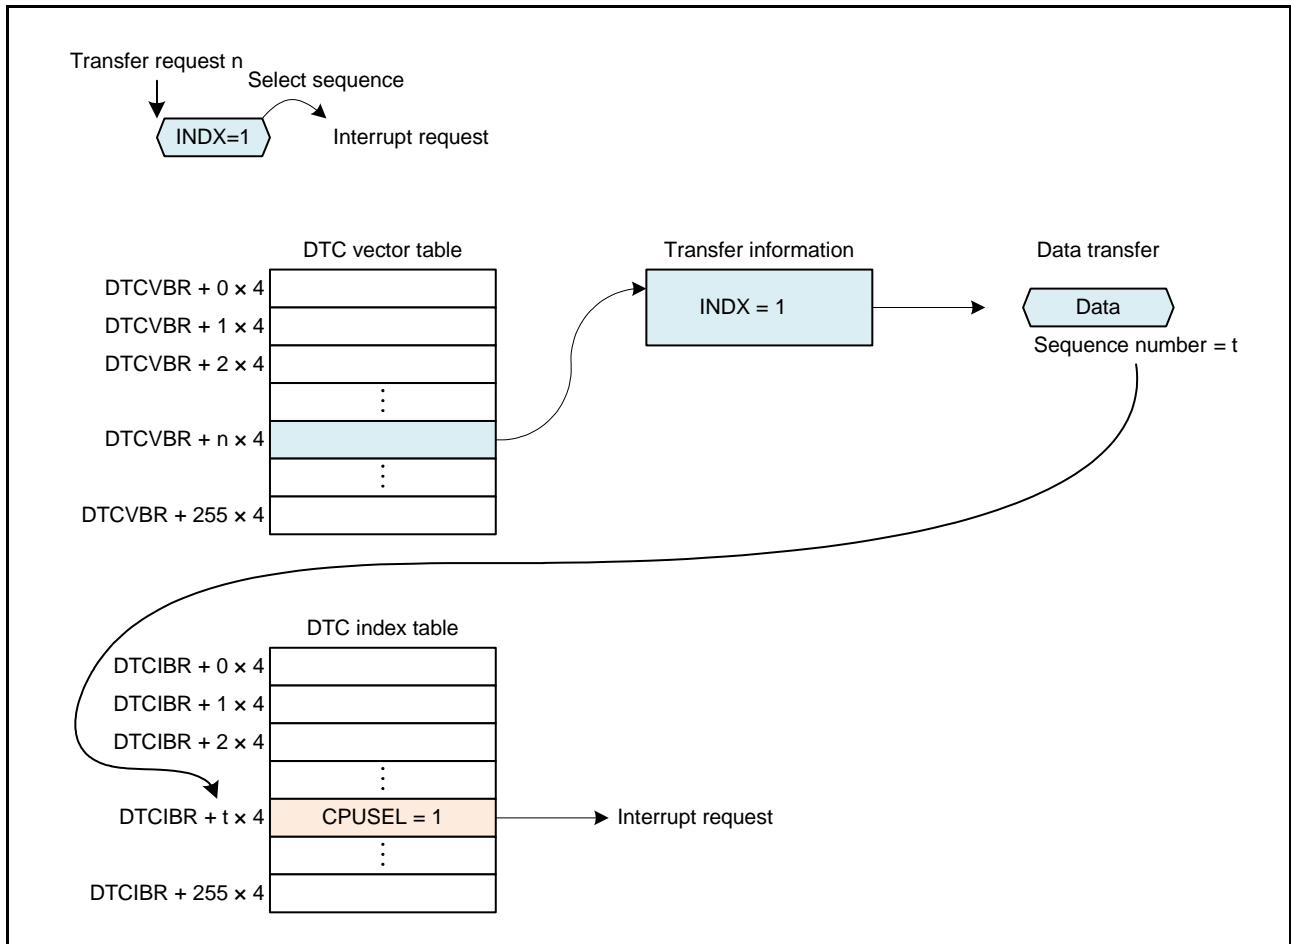 Transfer request n
Select sequence
INDX=1
Interrupt request
DTC vector table
Transfer information
Data transfer
DTCVBR + 0 × 4
DTCVBR + 1 × 4
DTCVBR + 2 × 4
⋮
DTCVBR + n × 4
⋮
DTCVBR + 255 × 4
INDX = 1
Data
Sequence number = t
DTC index table
DTCIBR + 0 × 4
DTCIBR + 1 × 4
DTCIBR + 2 × 4
⋮
DTCIBR + t × 4
CPUSEL = 1
Interrupt request
⋮
DTCIBR + 255 × 4